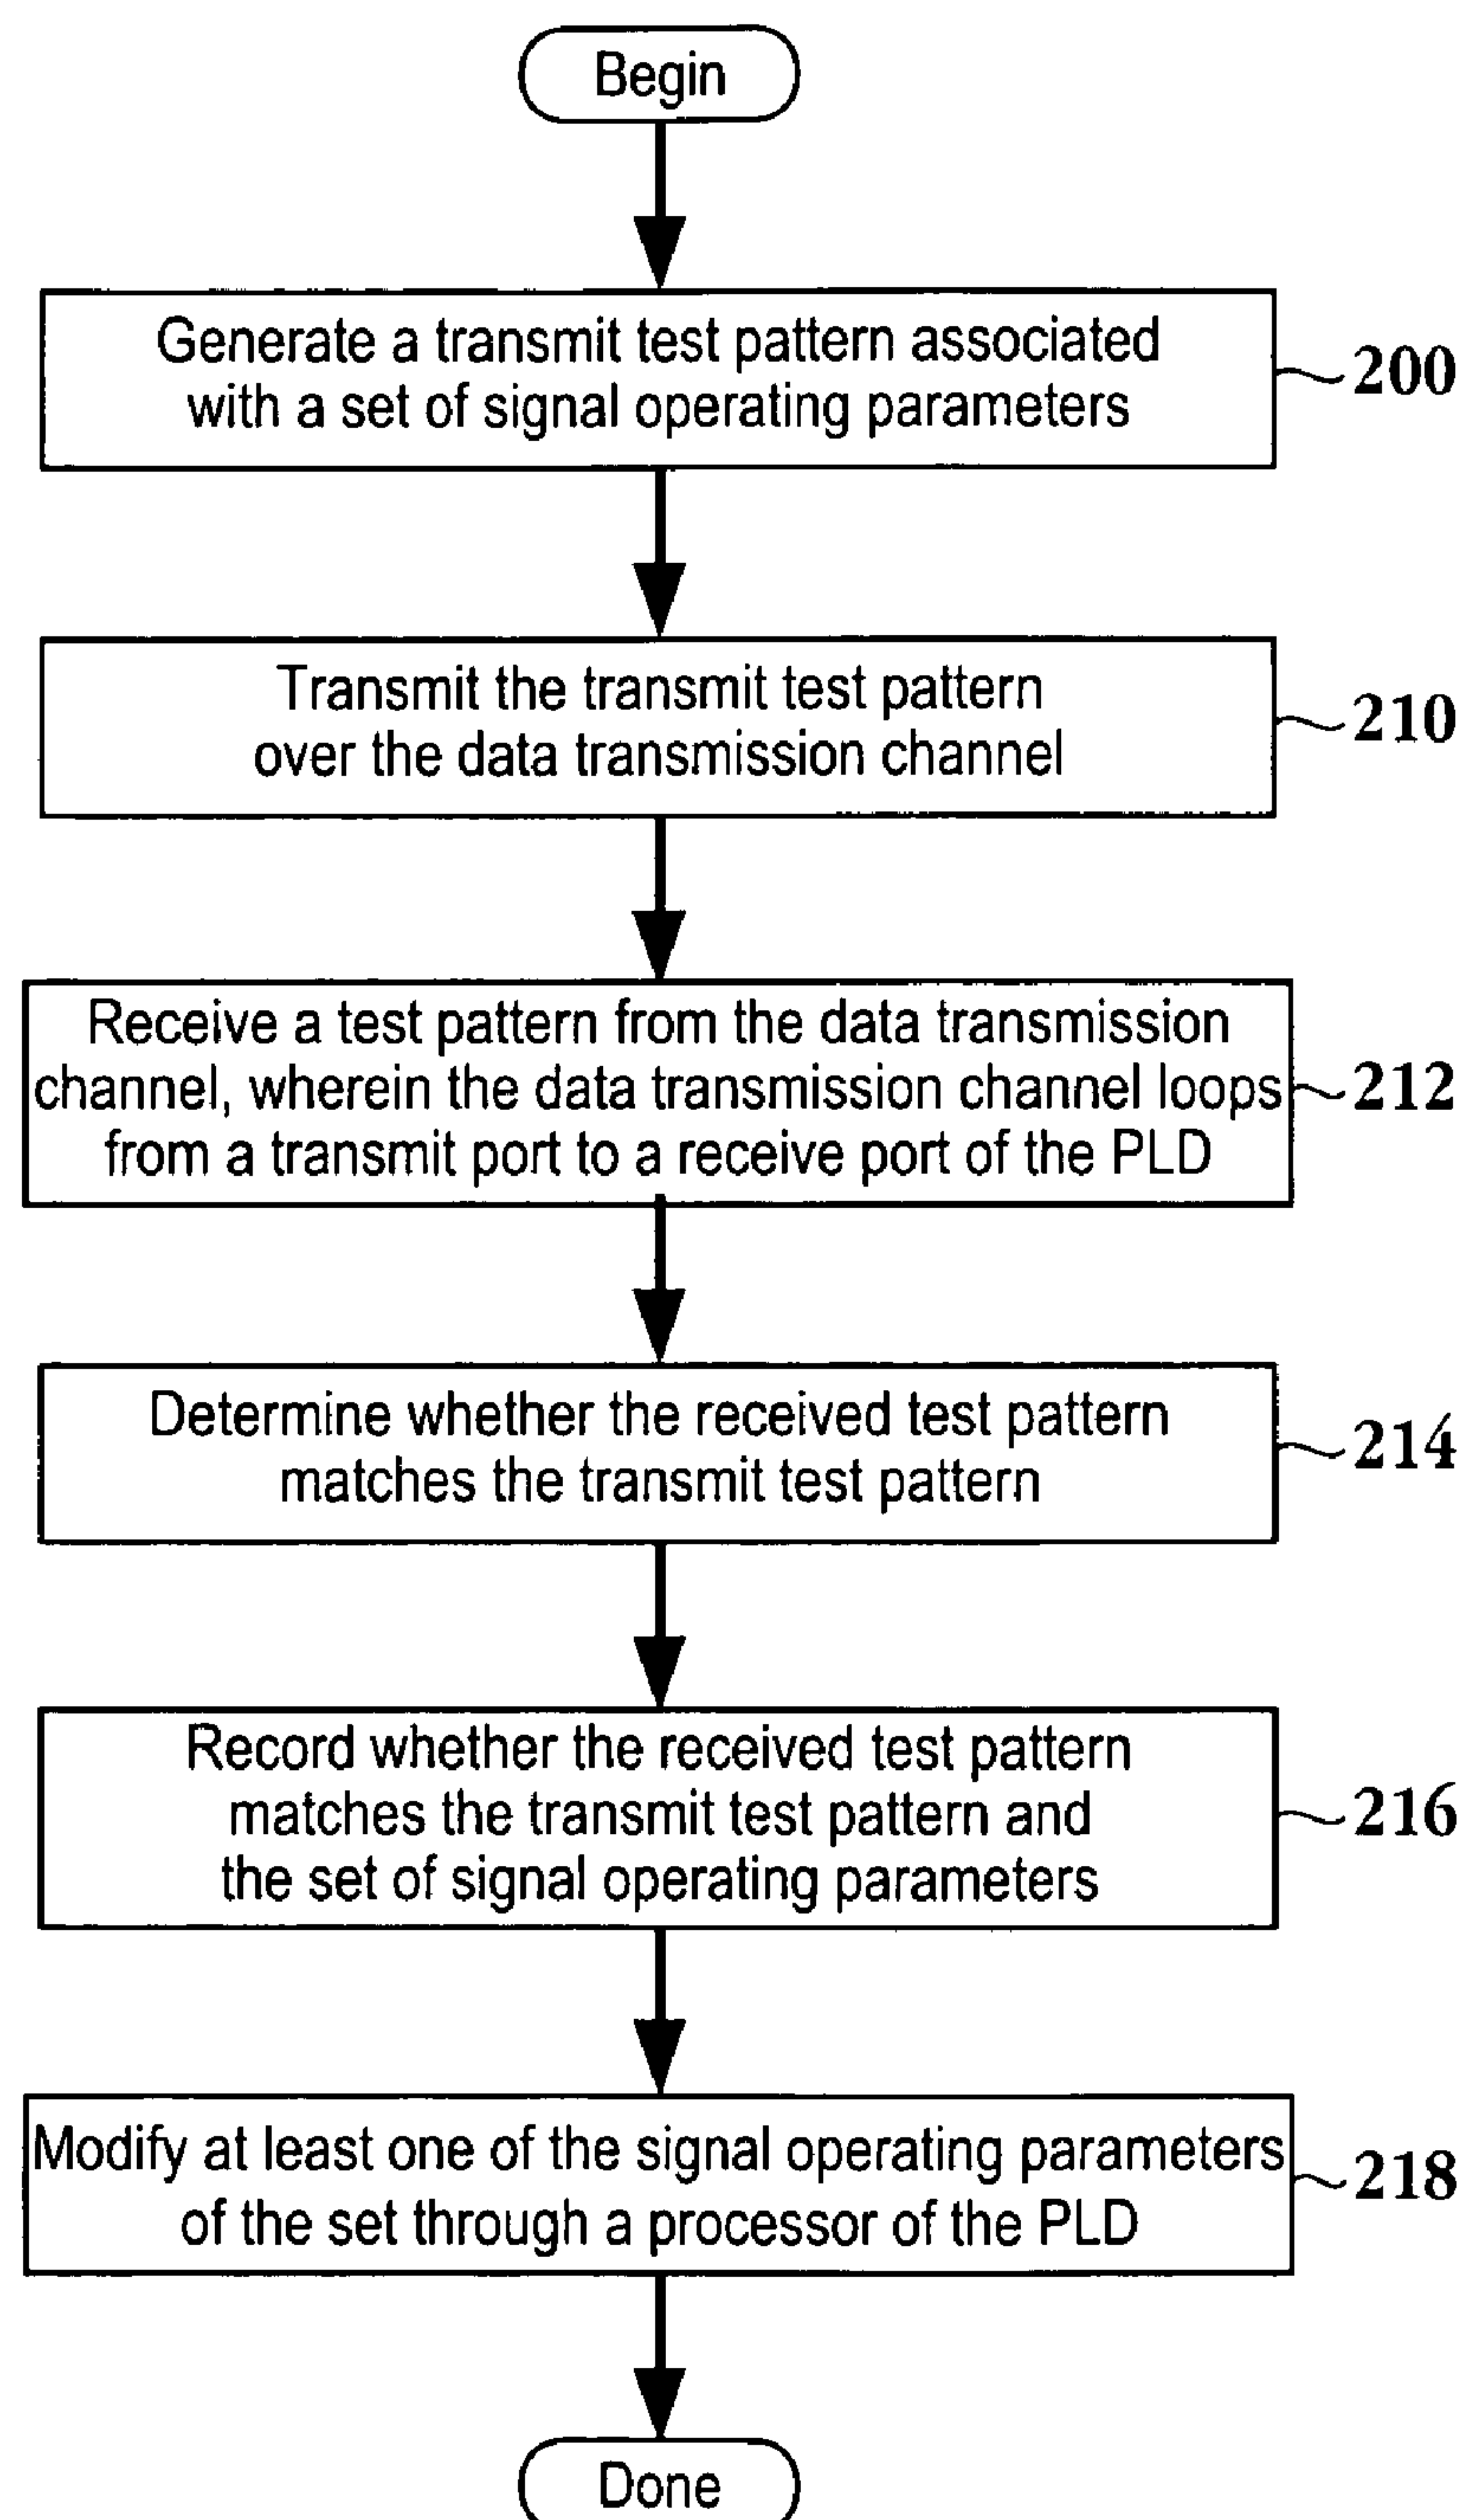 Begin
Generate a transmit test pattern associated
with a set of signal operating parameters
200
Transmit the transmit test pattern
over the data transmission channel
210
Receive a test pattern from the data transmission
channel, wherein the data transmission channel loops
from a transmit port to a receive port of the PLD
212
Determine whether the received test pattern
matches the transmit test pattern
214
Record whether the received test pattern
matches the transmit test pattern and
the set of signal operating parameters
216
Modify at least one of the signal operating parameters
of the set through a processor of the PLD
218
Done